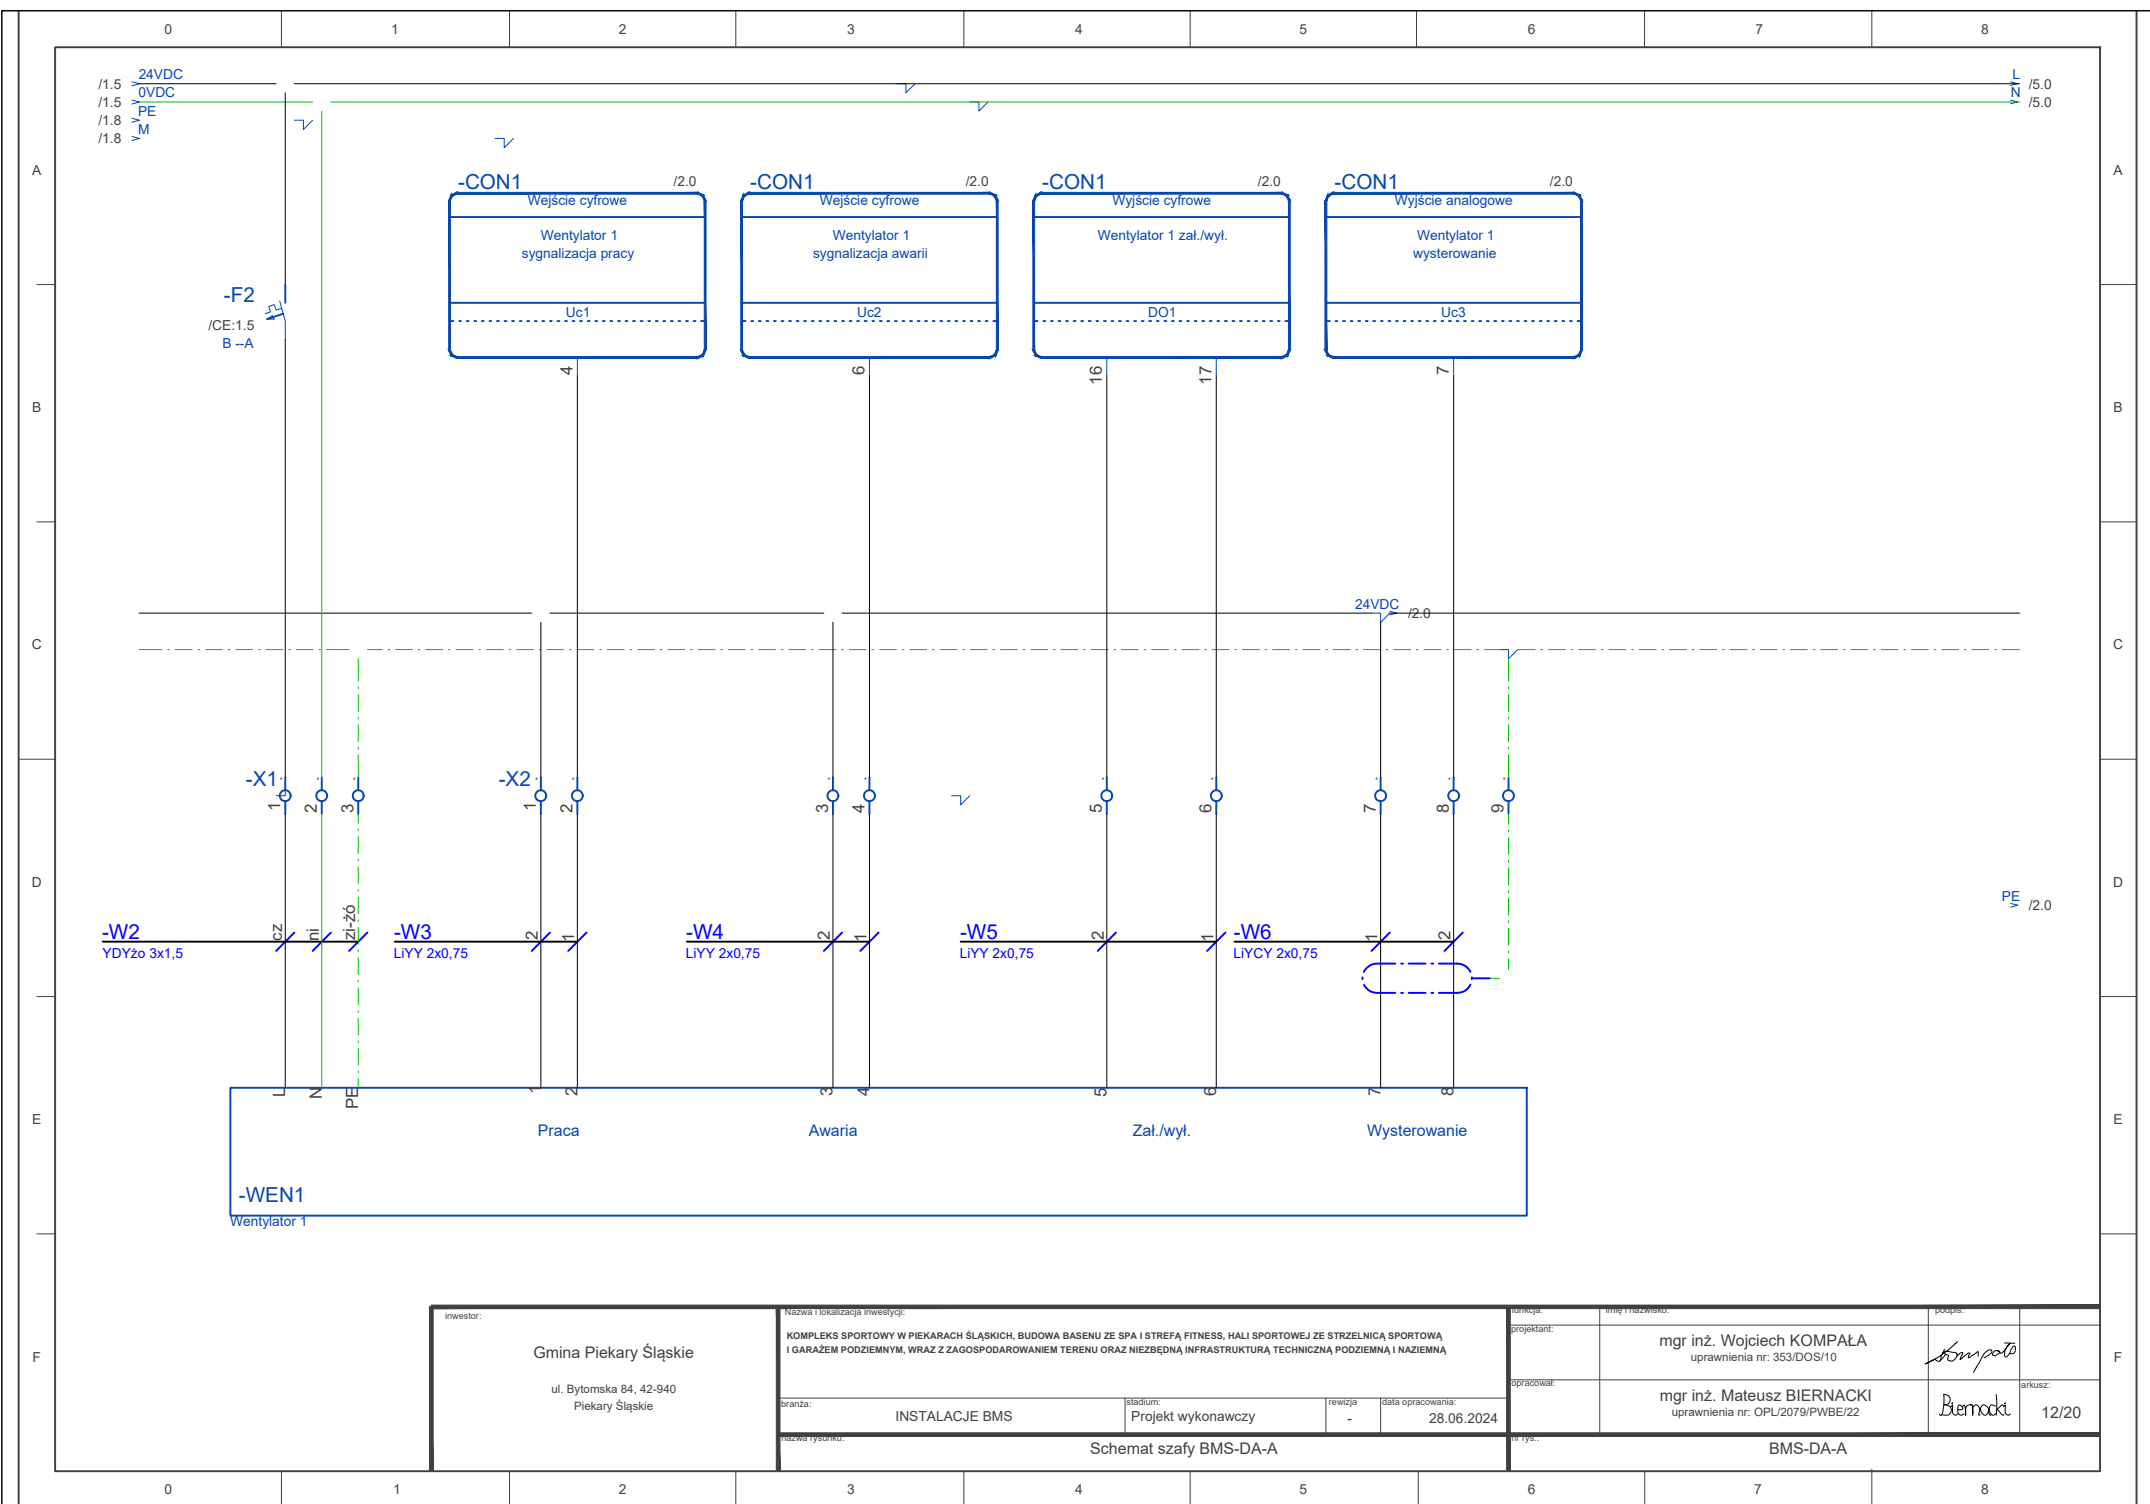 0 1 2 3 4 5 6 7 8
/1.5 24VDC
/1.5 0VDC
/1.8 PE
/1.8 M
L /5.0
N /5.0
A A
-CON1 /2.0
Wejście cyfrowe
Wentylator 1
sygnalizacja pracy
Uc1
4
-CON1 /2.0
Wejście cyfrowe
Wentylator 1
sygnalizacja awarii
Uc2
6
-CON1 /2.0
Wyjście cyfrowe
Wentylator 1 zał./wył.
DO1
16 17
-CON1 /2.0
Wyjście analogowe
Wentylator 1
wysterowanie
Uc3
7
-F2
/CE:1.5
B --A
B B
24VDC /2.0
C C
-X1 1 2 3
-X2 1 2 3 4 5 6 7 8 9
D D
PE /2.0
-W2 cz ni zi-żó
YDYżo 3x1,5
-W3 2 1
LiYY 2x0,75
-W4 2 1
LiYY 2x0,75
-W5 2 1
LiYY 2x0,75
-W6 1 2
LiYCY 2x0,75
L N PE 1 2 3 4 5 6 7 8
E E
Praca Awaria Zał./wył. Wysterowanie
-WEN1
Wentylator 1
F F
inwestor:
Gmina Piekary Śląskie
ul. Bytomska 84, 42-940
Piekary Śląskie
Nazwa i lokalizacja inwestycji:
KOMPLEKS SPORTOWY W PIEKARACH ŚLĄSKICH, BUDOWA BASENU ZE SPA I STREFĄ FITNESS, HALI SPORTOWEJ ZE STRZELNICĄ SPORTOWĄ
I GARAŻEM PODZIEMNYM, WRAZ Z ZAGOSPODAROWANIEM TERENU ORAZ NIEZBĘDNĄ INFRASTRUKTURĄ TECHNICZNĄ PODZIEMNĄ I NAZIEMNĄ
branża:
INSTALACJE BMS
stadium:
Projekt wykonawczy
rewizja
-
data opracowania:
28.06.2024
nazwa rysunku:
Schemat szafy BMS-DA-A
funkcja: imię i nazwisko: podpis:
projektant:
mgr inż. Wojciech KOMPAŁA
uprawnienia nr: 353/DOS/10
Kompała
opracował:
mgr inż. Mateusz BIERNACKI
uprawnienia nr: OPL/2079/PWBE/22
Biernacki
arkusz:
12/20
nr rys.:
BMS-DA-A
0 1 2 3 4 5 6 7 8